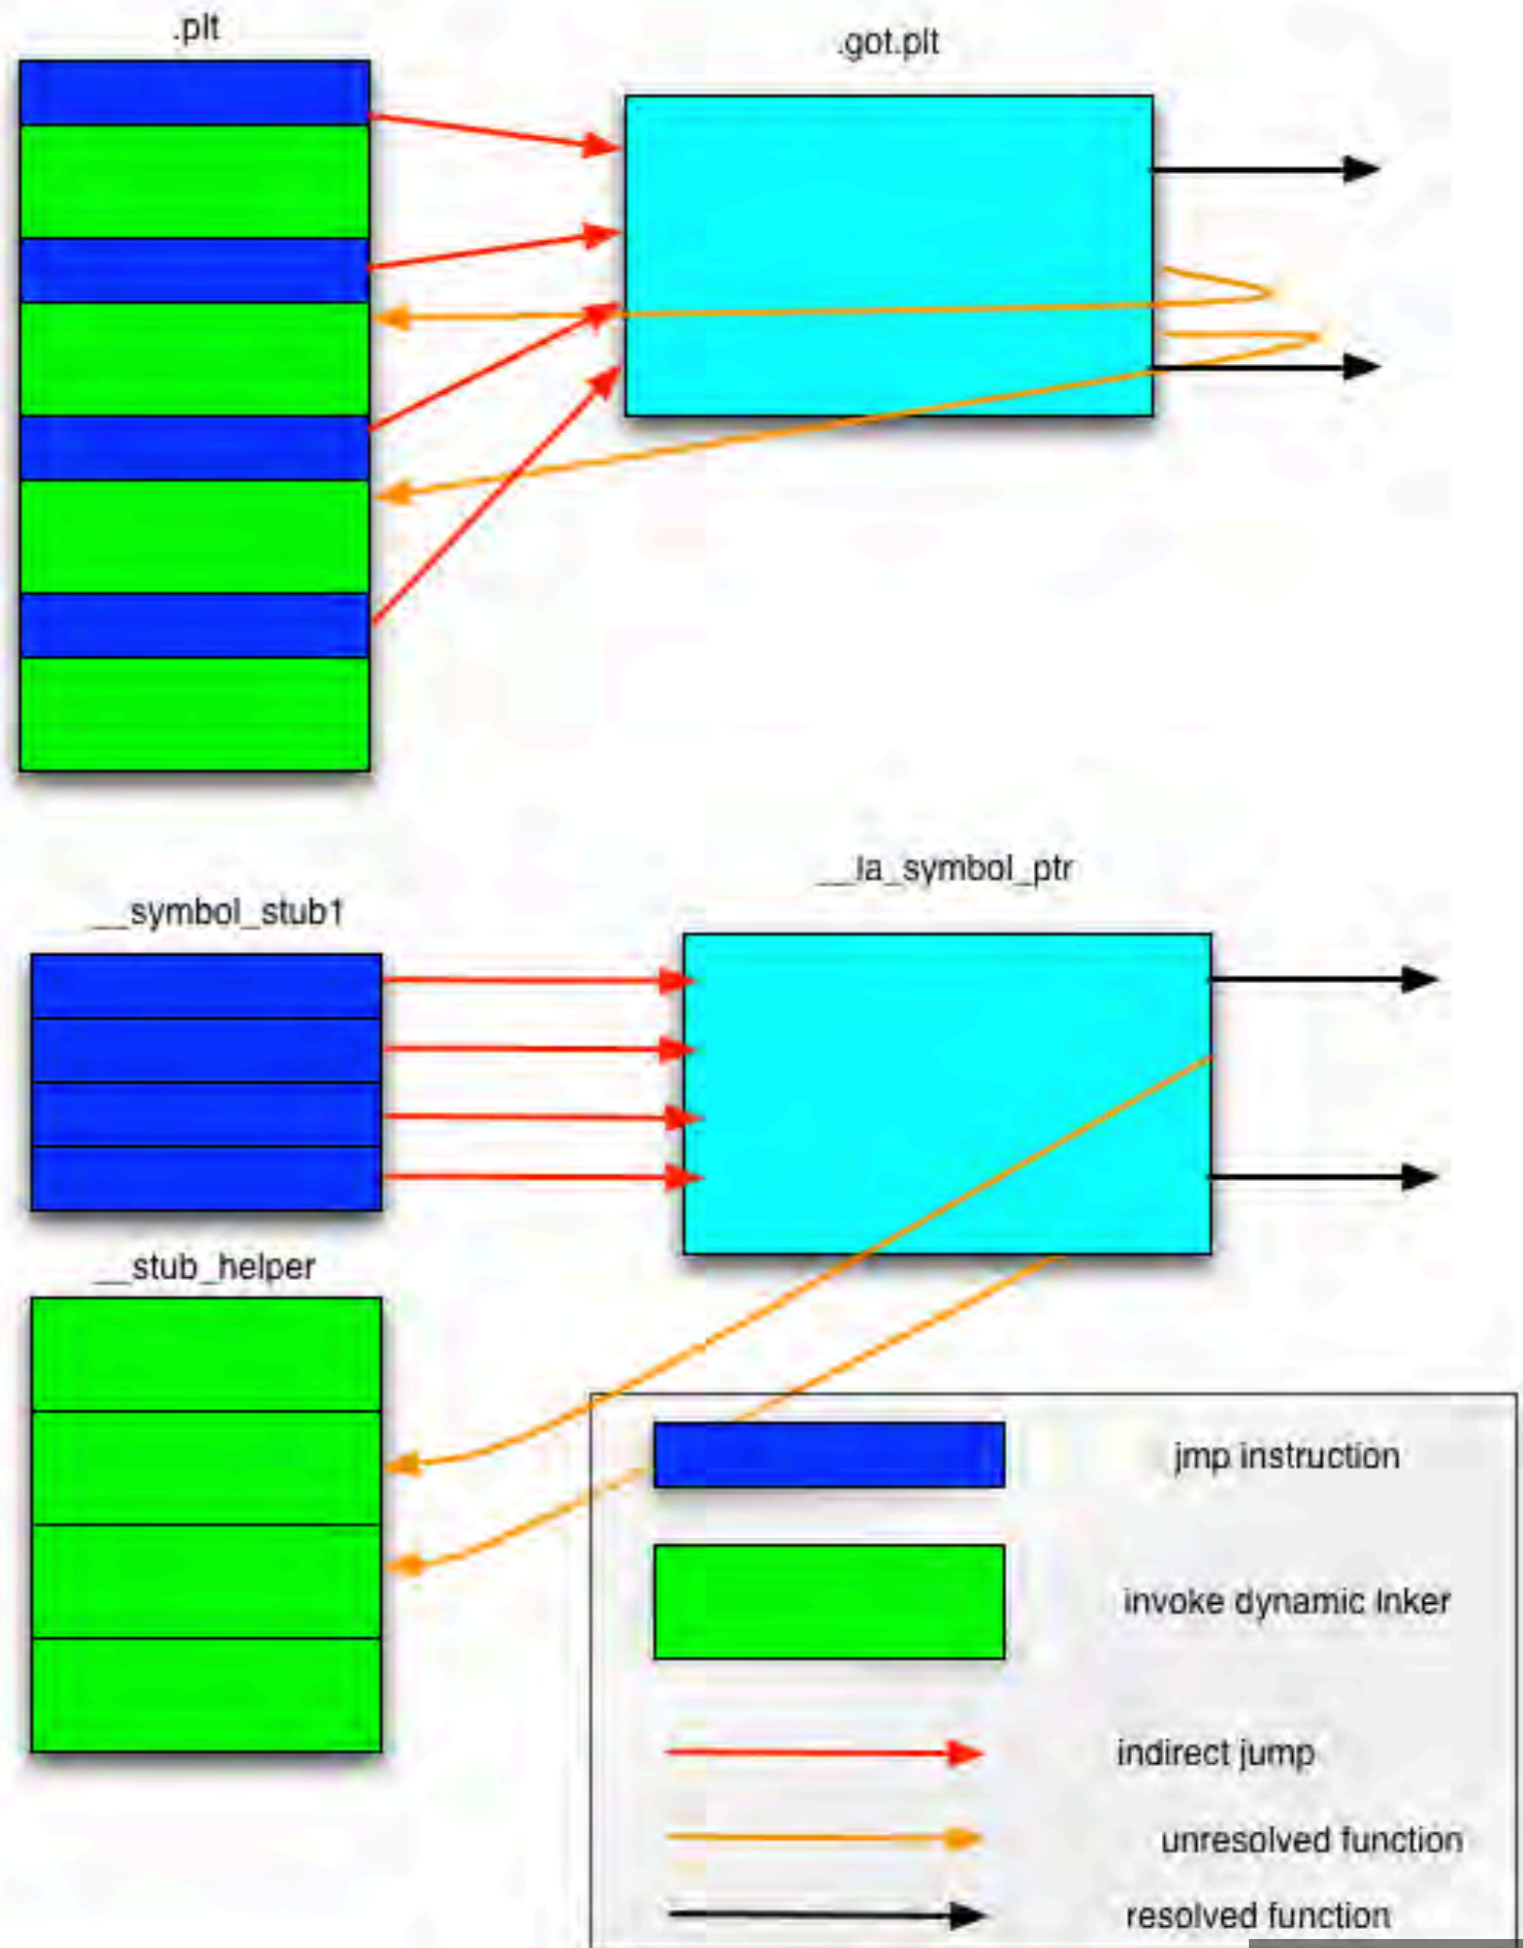 .plt
.got.plt
__la_symbol_ptr
__symbol_stub1
__stub_helper
jmp instruction
invoke dynamic lnker
indirect jump
unresolved function
resolved function